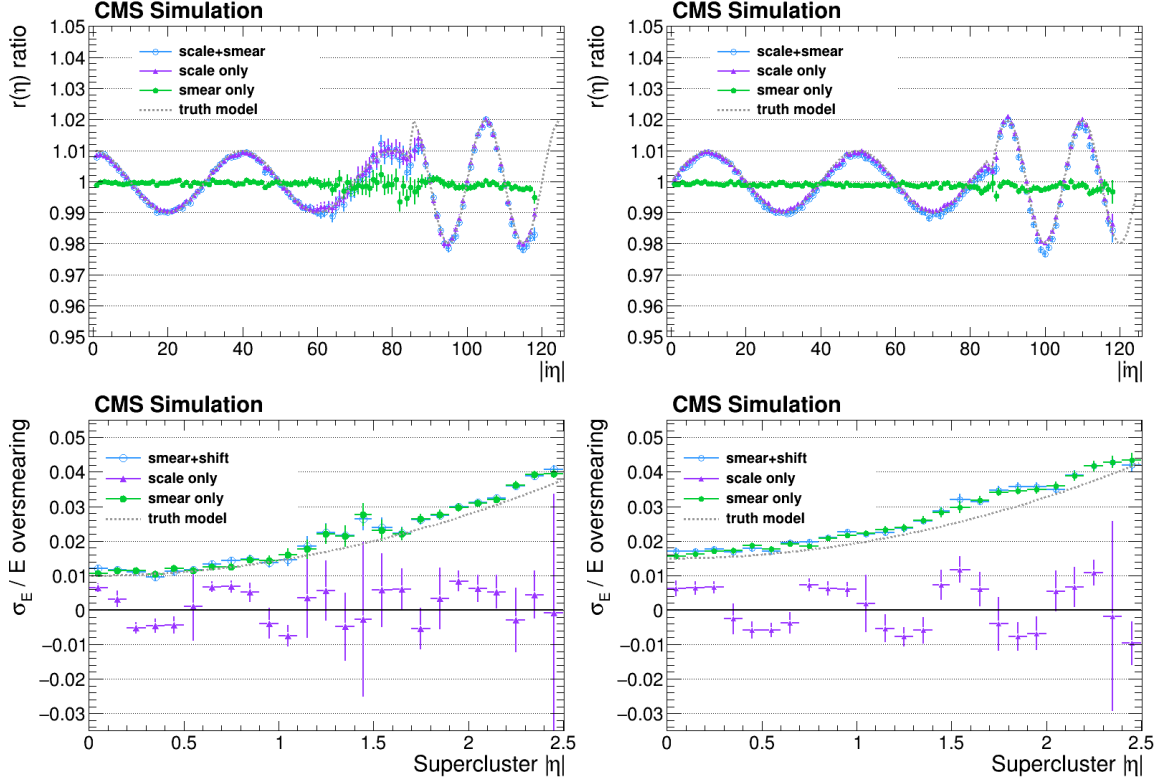 CMS Simulation
r(η) ratio
1.05
1.04
1.03
1.02
1.01
1
0.99
0.98
0.97
0.96
0.95
scale+smear
scale only
smear only
truth model
0 20 40 60 80 100 120
|iη|
CMS Simulation
r(η) ratio
1.05
1.04
1.03
1.02
1.01
1
0.99
0.98
0.97
0.96
0.95
scale+smear
scale only
smear only
truth model
0 20 40 60 80 100 120
|iη|
CMS Simulation
σE / E oversmearing
0.05
0.04
0.03
0.02
0.01
0
−0.01
−0.02
−0.03
smear+shift
scale only
smear only
truth model
0 0.5 1 1.5 2 2.5
Supercluster |η|
CMS Simulation
σE / E oversmearing
0.05
0.04
0.03
0.02
0.01
0
−0.01
−0.02
−0.03
smear+shift
scale only
smear only
truth model
0 0.5 1 1.5 2 2.5
Supercluster |η|